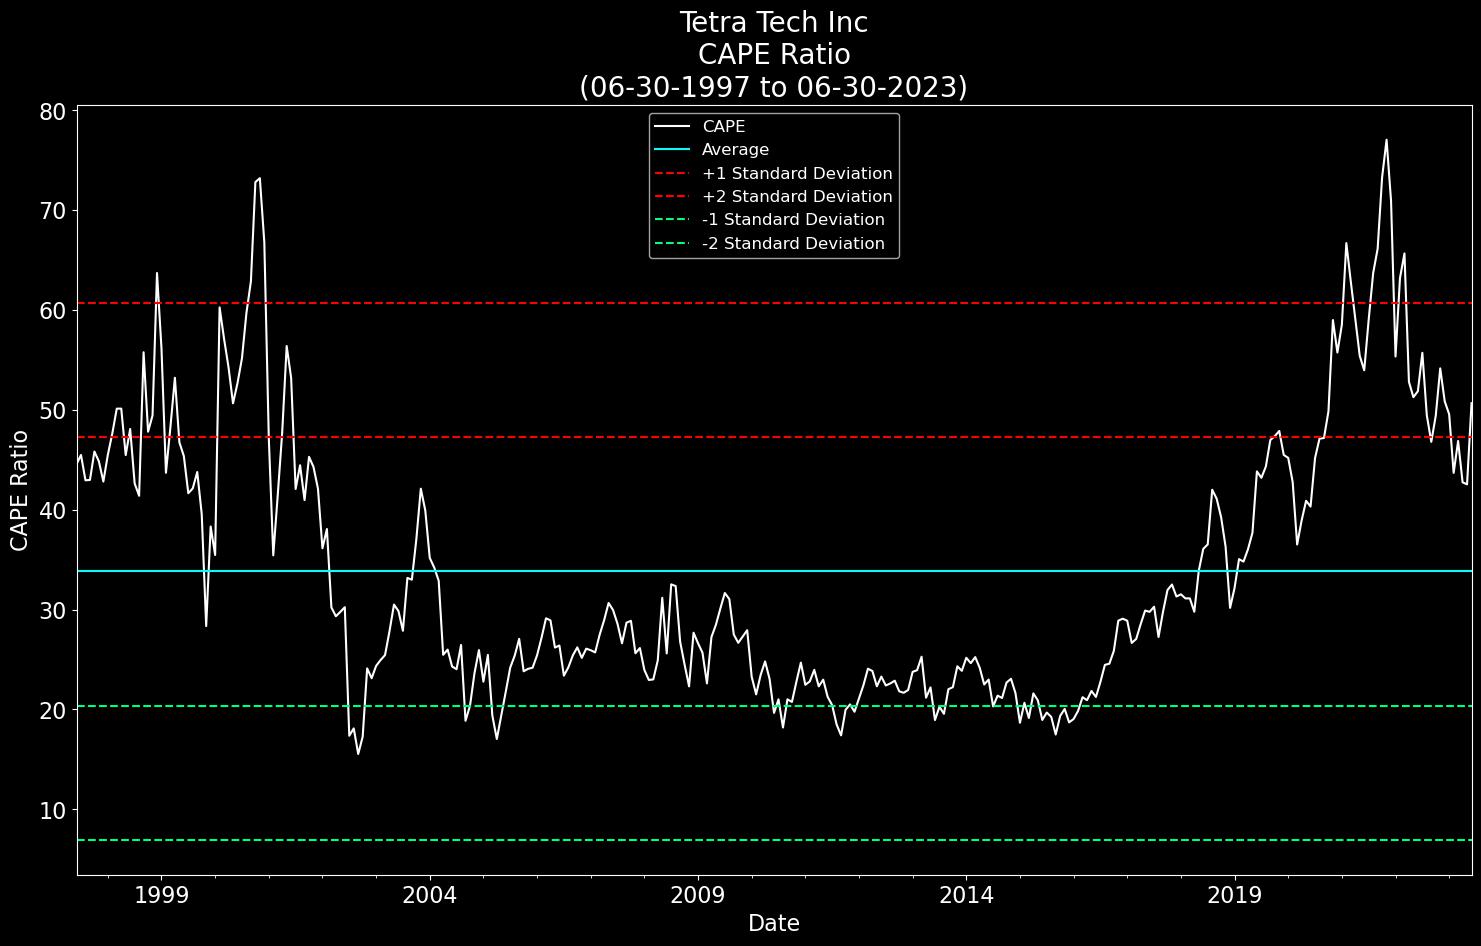 Tetra Tech Inc
CAPE Ratio
(06-30-1997 to 06-30-2023)
CAPE
Average
+1 Standard Deviation
+2 Standard Deviation
-1 Standard Deviation
-2 Standard Deviation
80
70
60
50
40
30
20
10
CAPE Ratio
1999
2004
2009
2014
2019
Date